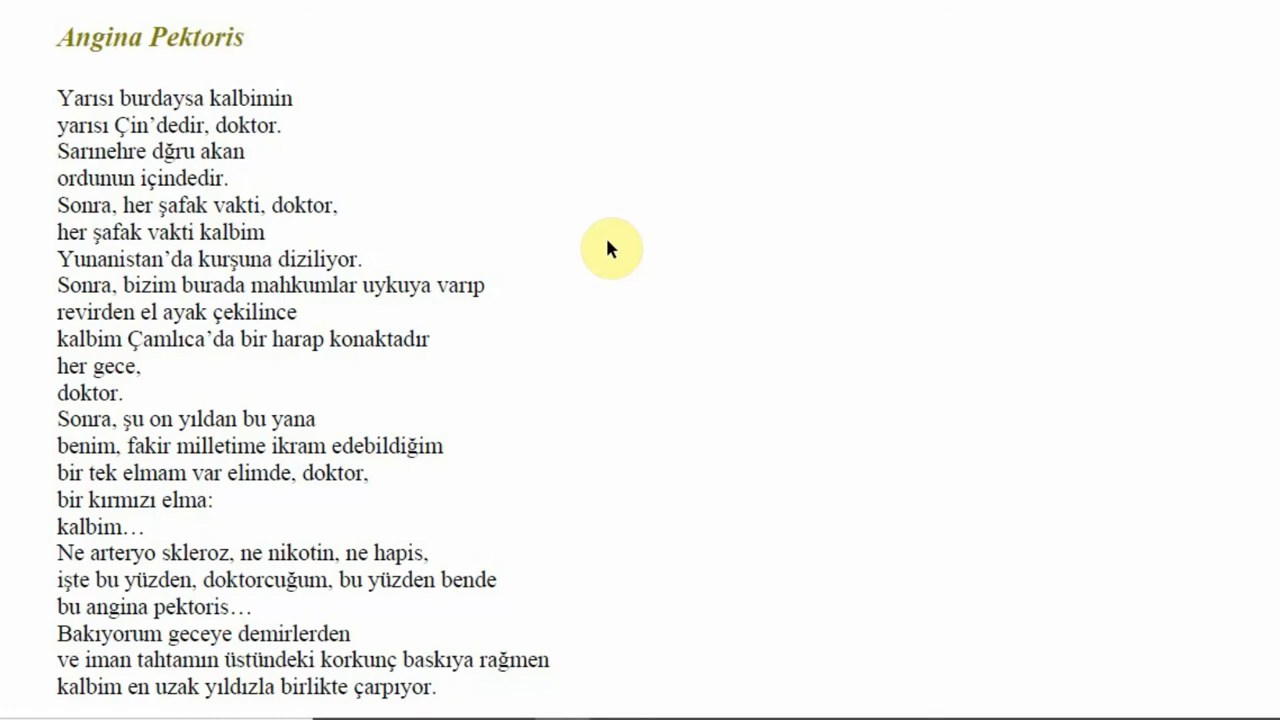 Angina Pektoris
Yarısı burdaysa kalbimin
yarısı Çin’dedir, doktor.
Sarınehre dğru akan
ordunun içindedir.
Sonra, her şafak vakti, doktor,
her şafak vakti kalbim
Yunanistan’da kurşuna diziliyor.
Sonra, bizim burada mahkumlar uykuya varıp
revirden el ayak çekilince
kalbim Çamlıca’da bir harap konaktadır
her gece,
doktor.
Sonra, şu on yıldan bu yana
benim, fakir milletime ikram edebildiğim
bir tek elmam var elimde, doktor,
bir kırmızı elma:
kalbim…
Ne arteryo skleroz, ne nikotin, ne hapis,
işte bu yüzden, doktorcuğum, bu yüzden bende
bu angina pektoris…
Bakıyorum geceye demirlerden
ve iman tahtamın üstündeki korkunç baskıya rağmen
kalbim en uzak yıldızla birlikte çarpıyor.